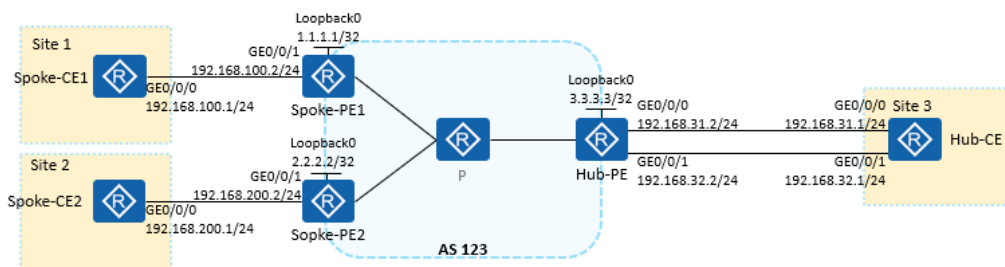 Loopback0
1.1.1.1/32
Site 1
GE0/0/1
R
R
Spoke-CE1
192.168.100.2/24
GE0/0/0
192.168.100.1/24
Spoke-PE1
Loopback0
3.3.3.3/32
GE0/0/0
GE0/0/0
Site 3
192.168.31.2/24
192.168.31.1/24
R
R
R
Hub-CE
P
Hub-PE
GE0/0/1
GE0/0/1
192.168.32.2/24
192.168.32.1/24
Loopback0
2.2.2.2/32
Site 2
GE0/0/1
192.168.200.2/24
Spoke-CE2
R
R
GE0/0/0
192.168.200.1/24
Sopke-PE2
AS 123